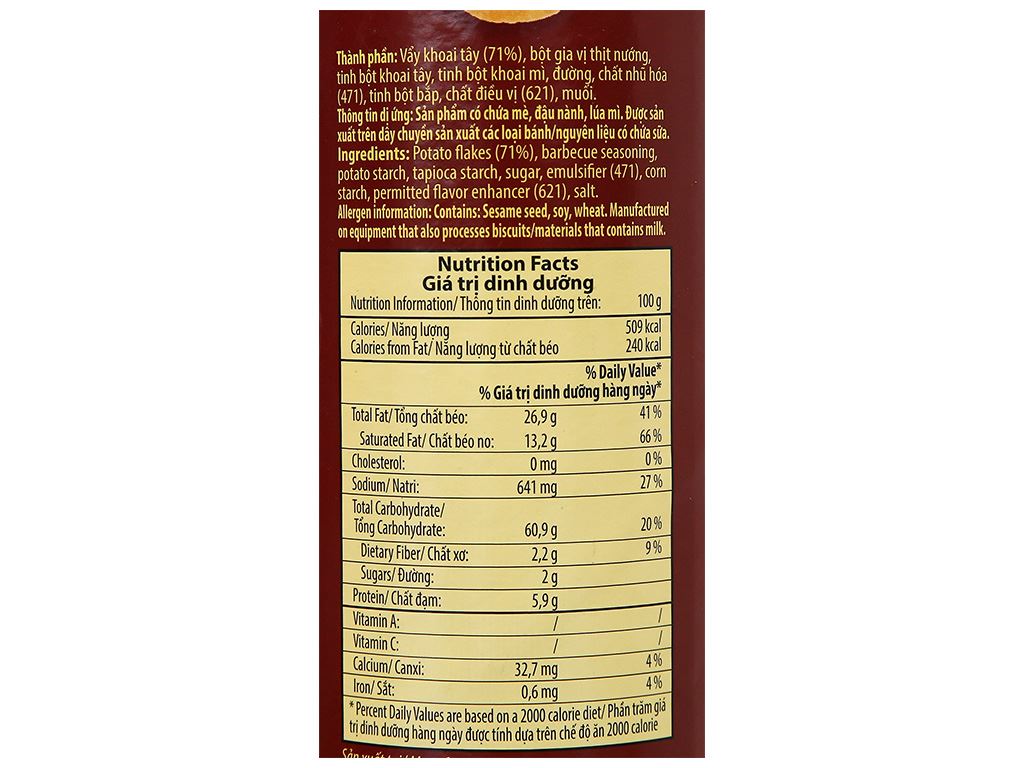 Thành phần: Vẩy khoai tây (71%), bột gia vị thịt nướng,
tinh bột khoai tây, tinh bột khoai mì, đường, chất nhũ hóa
(471), tinh bột bắp, chất điều vị (621), muối.
Thông tin dị ứng: Sản phẩm có chứa mè, đậu nành, lúa mì. Được sản
xuất trên dây chuyền sản xuất các loại bánh/nguyên liệu có chứa sữa.
Ingredients: Potato flakes (71%), barbecue seasoning,
potato starch, tapioca starch, sugar, emulsifier (471), corn
starch, permitted flavor enhancer (621), salt.
Allergen information: Contains: Sesame seed, soy, wheat. Manufactured
on equipment that also processes biscuits/materials that contains milk.
Nutrition Facts
Giá trị dinh dưỡng
Nutrition Information/ Thông tin dinh dưỡng trên: 100 g
Calories/ Năng lượng 509 kcal
Calories from Fat/ Năng lượng từ chất béo 240 kcal
% Daily Value*
% Giá trị dinh dưỡng hàng ngày*
Total Fat/ Tổng chất béo: 26,9 g 41 %
Saturated Fat/ Chất béo no: 13,2 g 66 %
Cholesterol: 0 mg 0 %
Sodium/ Natri: 641 mg 27 %
Total Carbohydrate/
Tổng Carbohydrate: 60,9 g 20 %
Dietary Fiber/ Chất xơ: 2,2 g 9 %
Sugars/ Đường: 2 g
Protein/ Chất đạm: 5,9 g
Vitamin A: / /
Vitamin C: / /
Calcium/ Canxi: 32,7 mg 4 %
Iron/ Sắt: 0,6 mg 4 %
* Percent Daily Values are based on a 2000 calorie diet/ Phần trăm giá
trị dinh dưỡng hàng ngày được tính dựa trên chế độ ăn 2000 calorie